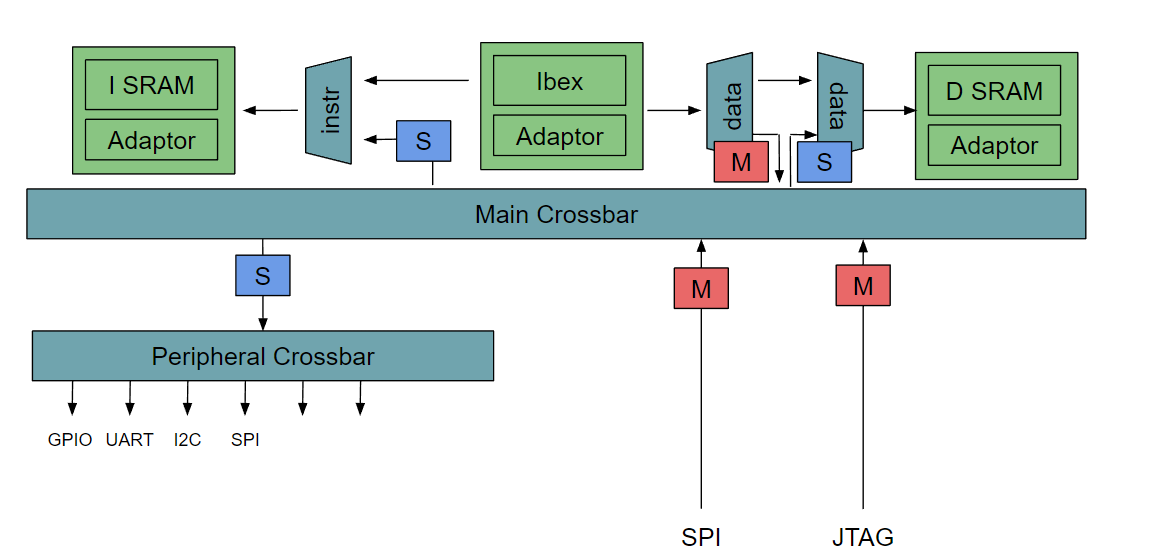 I SRAM
Adaptor
instr
S
Ibex
Adaptor
data
M
data
S
D SRAM
Adaptor
Main Crossbar
S
M
M
Peripheral Crossbar
GPIO UART I2C SPI
SPI JTAG